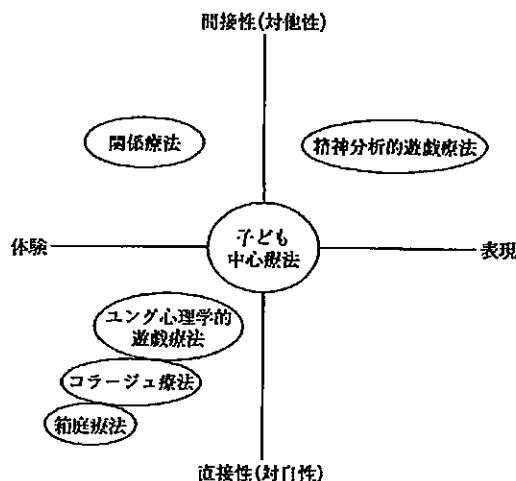 間接性(対他性)
関係療法
精神分析的遊戯療法
体験
子ども
中心療法
表現
ユング心理学的
遊戯療法
コラージュ療法
箱庭療法
直接性(対自性)